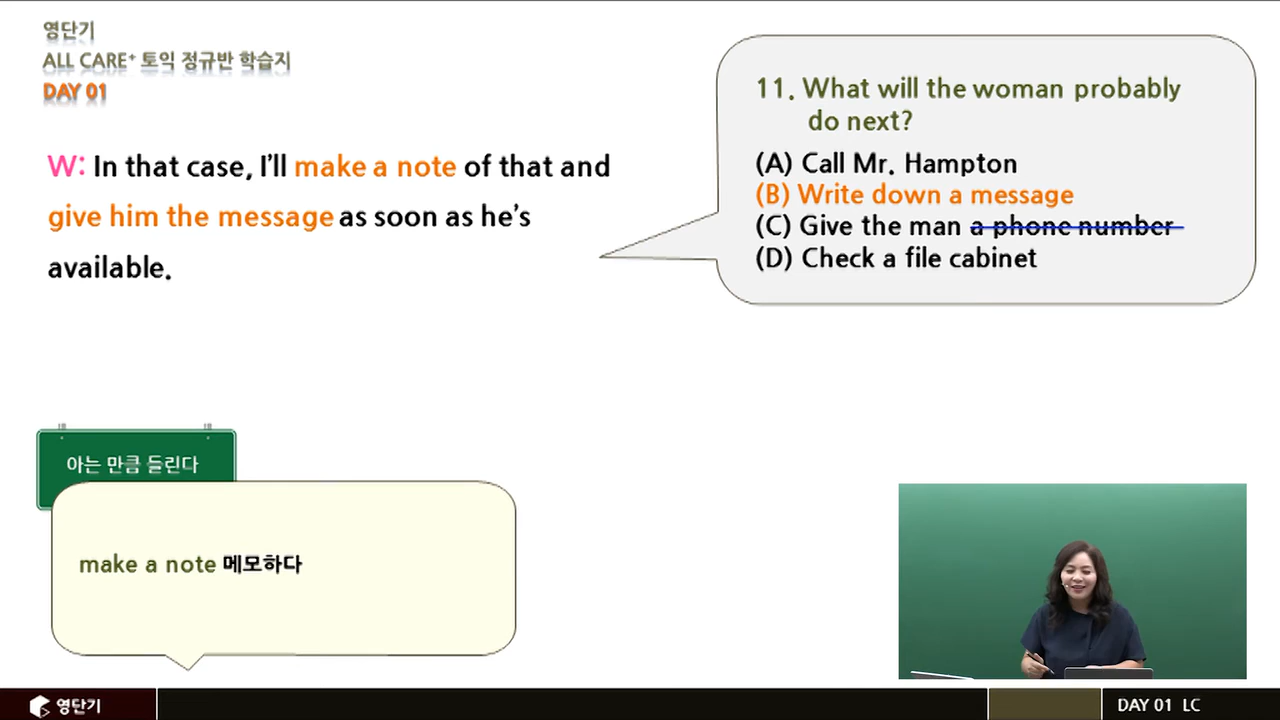 영단기
ALL CARE+ 토익 정규반 학습지
DAY 01
W: In that case, I'll make a note of that and
give him the message as soon as he's
available.
11. What will the woman probably
do next?
(A) Call Mr. Hampton
(B) Write down a message
(C) Give the man a phone number
(D) Check a file cabinet
아는 만큼 들린다
make a note 메모하다
영단기
DAY 01 LC